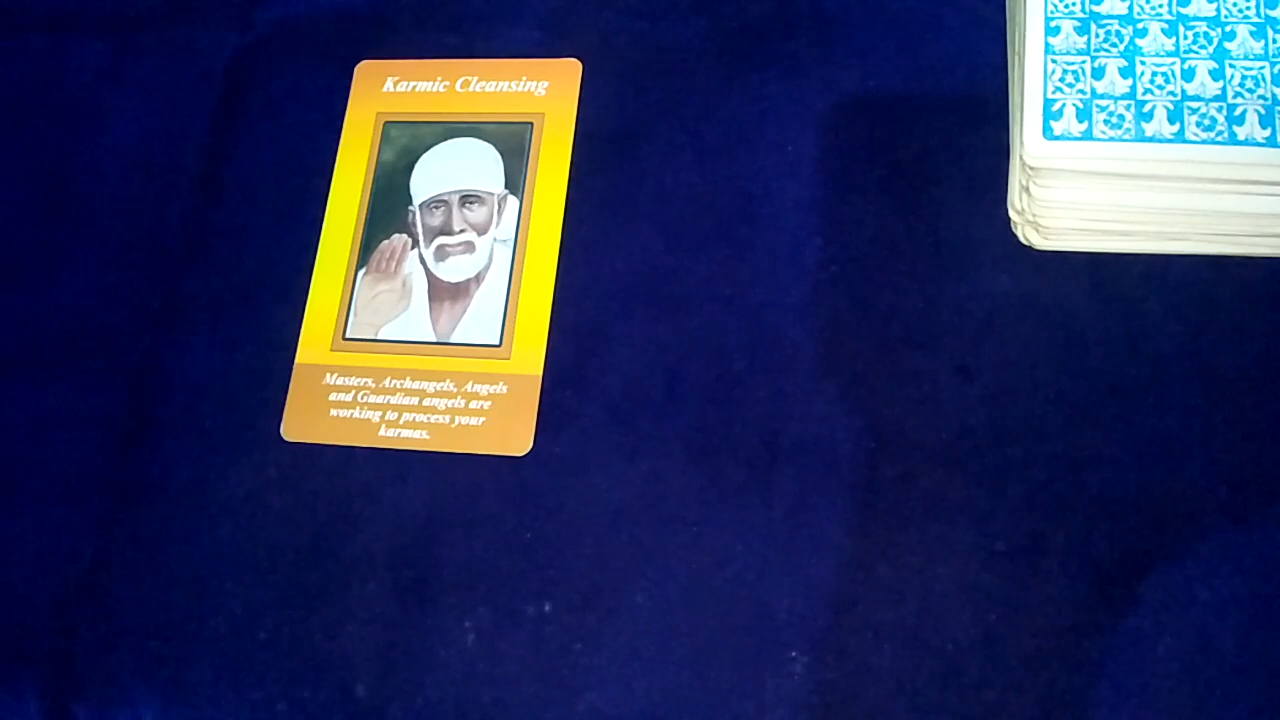 Karmic Cleansing
Masters, Archangels, Angels
and Guardian angels are
working to process your
karmas.